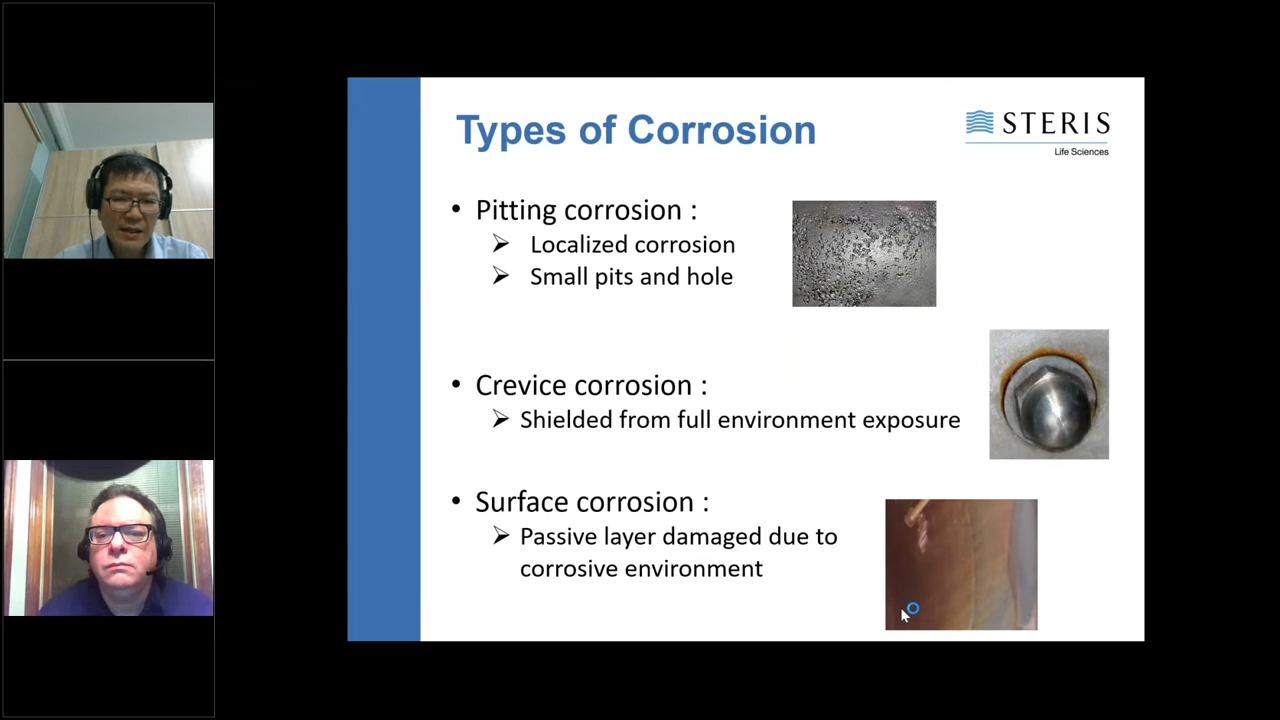 Types of Corrosion
STERIS
Life Sciences
• Pitting corrosion :
➢ Localized corrosion
➢ Small pits and hole
• Crevice corrosion :
➢ Shielded from full environment exposure
• Surface corrosion :
➢ Passive layer damaged due to
corrosive environment